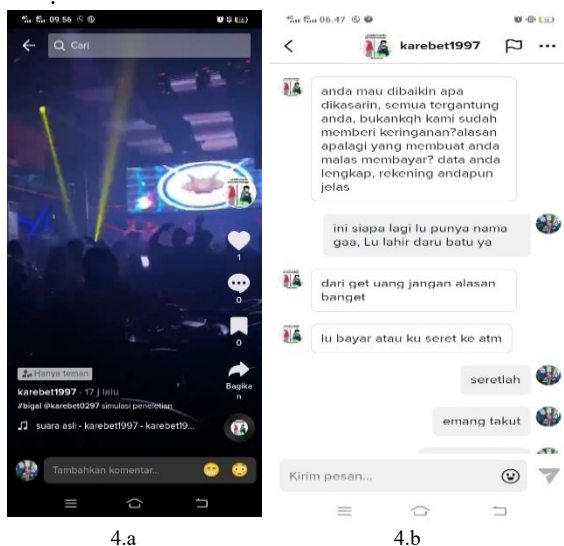 09.56
Cari
1
0
0
Bagika
n
Hanya teman
karebet1997 · 17 j lalu
#bigal @karebet0297 simulasi peneletian
suara asli - karebet1997 - karebet19...
Tambahkan komentar...
4.a
06.47
karebet1997
anda mau dibaikin apa
dikasarin, semua tergantung
anda, bukankqh kami sudah
memberi keringanan?alasan
apalagi yang membuat anda
malas membayar? data anda
lengkap, rekening andapun
jelas
ini siapa lagi lu punya nama
gaa, Lu lahir daru batu ya
dari get uang jangan alasan
banget
lu bayar atau ku seret ke atm
seretlah
emang takut
Kirim pesan...
4.b